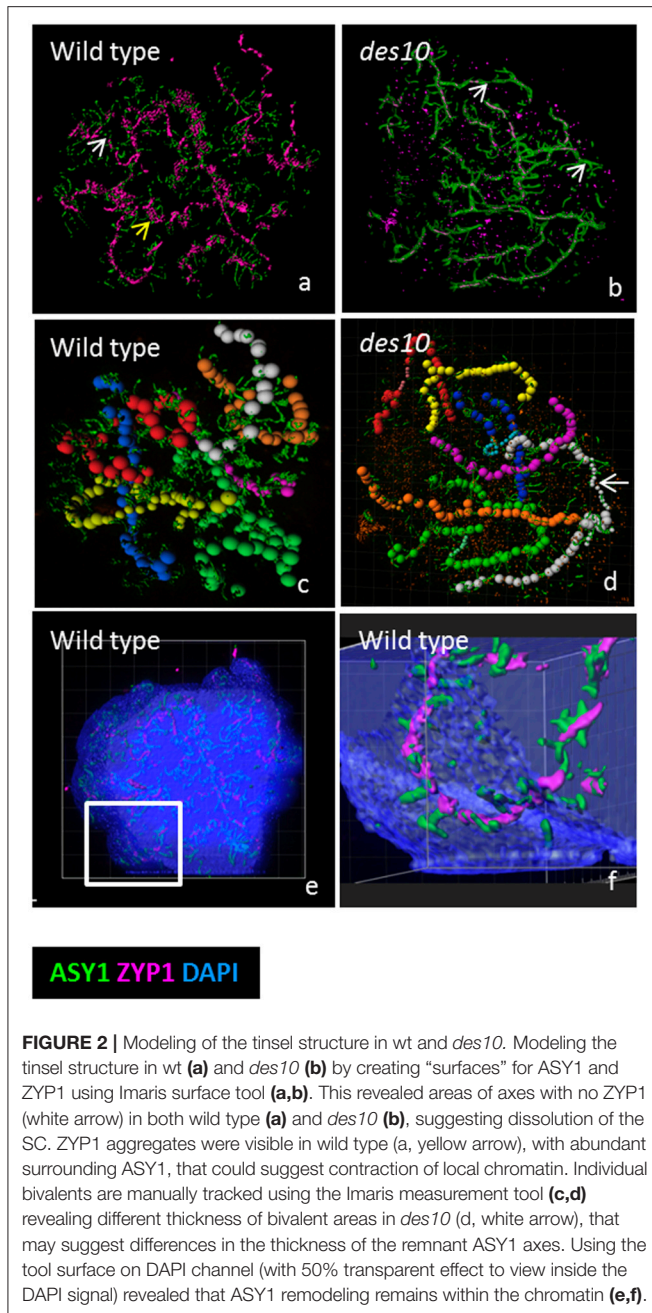 Wild type
des10
a
b
Wild type
des10
c
d
Wild type
Wild type
e
f
ASY1 ZYP1 DAPI
FIGURE 2 | Modeling of the tinsel structure in wt and des10. Modeling the
tinsel structure in wt (a) and des10 (b) by creating “surfaces” for ASY1 and
ZYP1 using Imaris surface tool (a,b). This revealed areas of axes with no ZYP1
(white arrow) in both wild type (a) and des10 (b), suggesting dissolution of the
SC. ZYP1 aggregates were visible in wild type (a, yellow arrow), with abundant
surrounding ASY1, that could suggest contraction of local chromatin. Individual
bivalents are manually tracked using the Imaris measurement tool (c,d)
revealing different thickness of bivalent areas in des10 (d, white arrow), that
may suggest differences in the thickness of the remnant ASY1 axes. Using the
tool surface on DAPI channel (with 50% transparent effect to view inside the
DAPI signal) revealed that ASY1 remodeling remains within the chromatin (e,f).